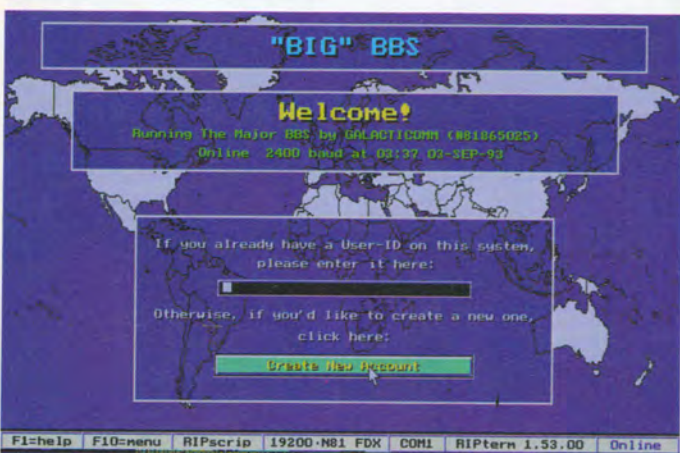 "BIG" BBS
Welcome!
Running The Major BBS by GALACTICOMM (#81865025)
Online 2400 baud at 03:37 03-SEP-93
If you already have a User-ID on this system,
please enter it here:
Otherwise, if you'd like to create a new one,
click here:
Create New Account
F1=help F10=menu RIPscrip 19200·N81 FDX COM1 RIPterm 1.53.00 Online